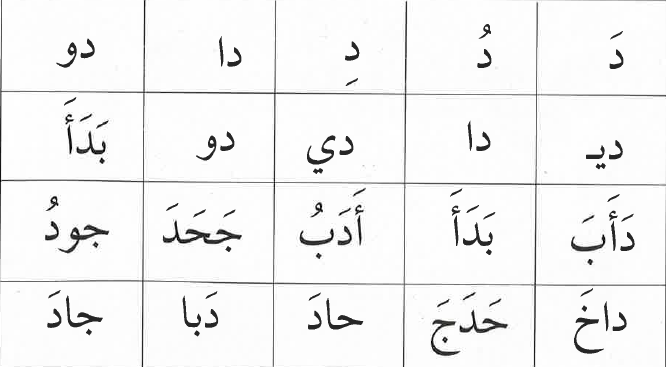 دَ دُ دِ دا دو
ديـ دا دي دو بَدَأَ
دَأَبَ بَدَأَ أَدَبُ جَحَدَ جودُ
داخَ حَدَجَ حادَ دَبا جادَ